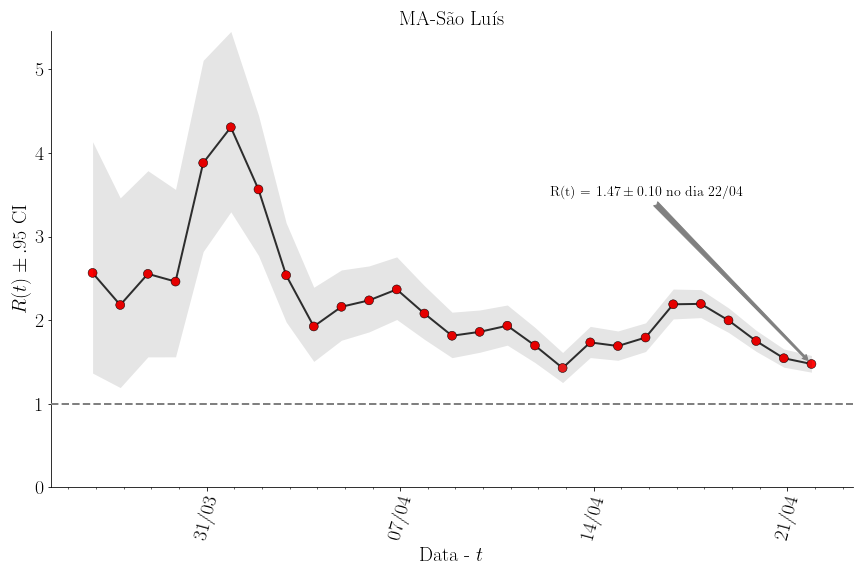 MA-São Luís
R(t) ± .95 CI
5
4
3
2
1
0
R(t) = 1.47 ± 0.10 no dia 22/04
31/03
07/04
14/04
21/04
Data - t